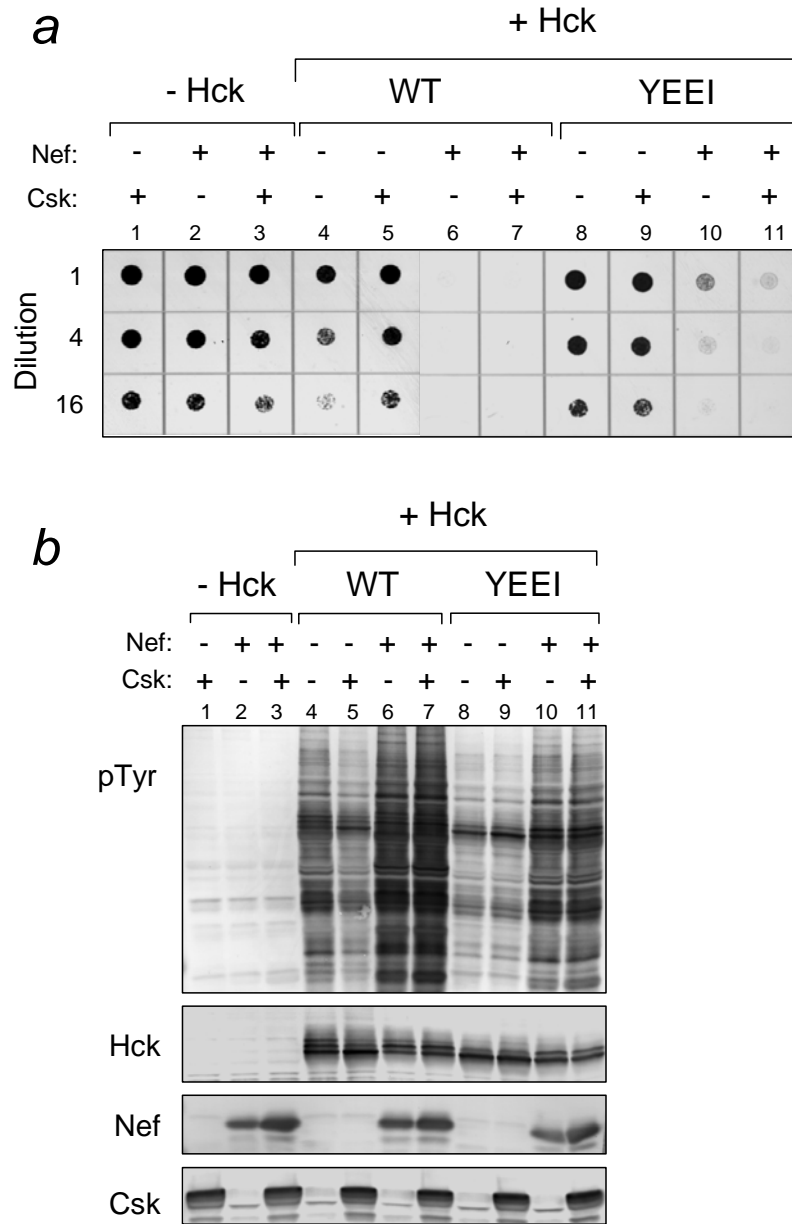 a
+ Hck
- Hck WT YEEI
Nef: - + + - - + + - - + +
Csk: + - + - + - + - + - +
1 2 3 4 5 6 7 8 9 10 11
Dilution
1
4
16
b
+ Hck
- Hck WT YEEI
Nef: - + + - - + + - - + +
Csk: + - + - + - + - + - +
1 2 3 4 5 6 7 8 9 10 11
pTyr
Hck
Nef
Csk